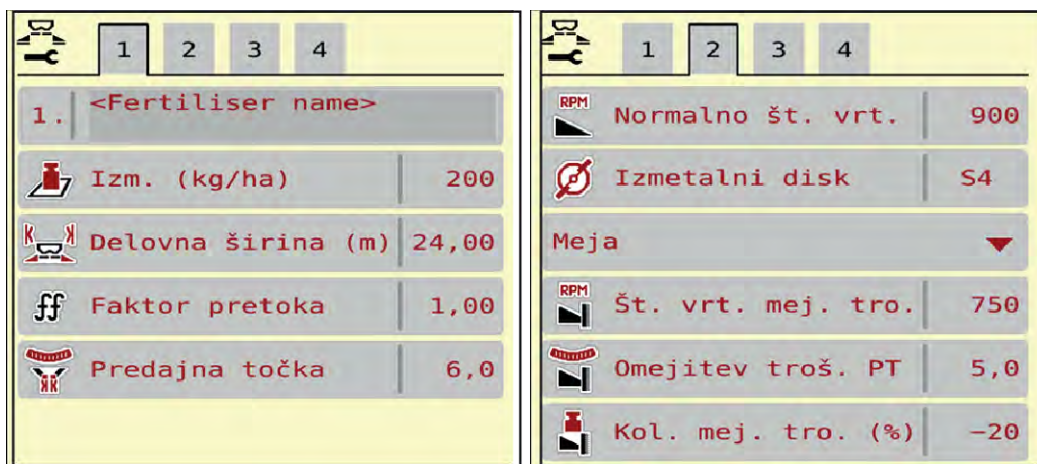 1 2 3 4
1. <Fertiliser name>
Izm. (kg/ha) 200
Delovna širina (m) 24,00
ff Faktor pretoka 1,00
Predajna točka 6,0
1 2 3 4
RPM Normalno št. vrt. 900
Izmetalni disk S4
Meja
RPM Št. vrt. mej. tro. 750
Omejitev troš. PT 5,0
Kol. mej. tro. (%) -20